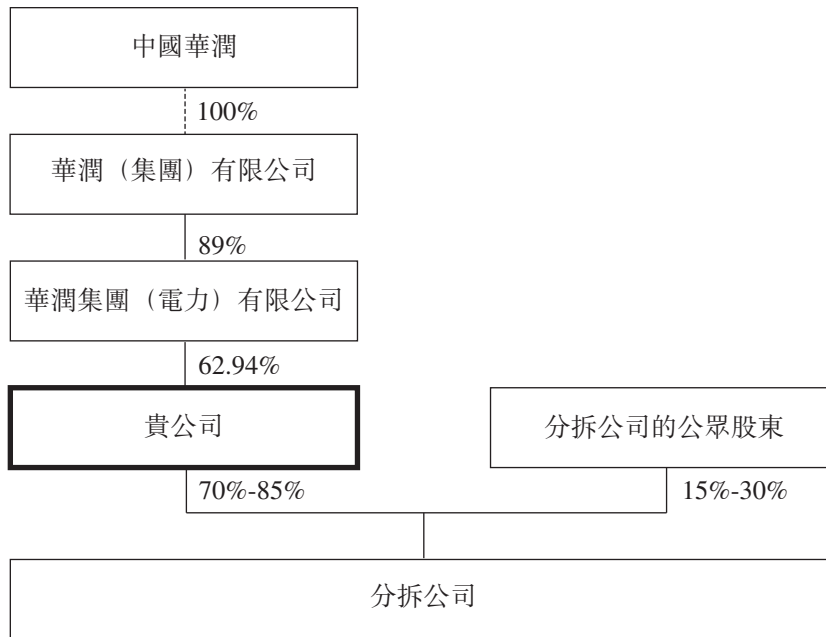 中國華潤
100%
華潤（集團）有限公司
89%
華潤集團（電力）有限公司
62.94%
貴公司
分拆公司的公眾股東
70%-85%
15%-30%
分拆公司